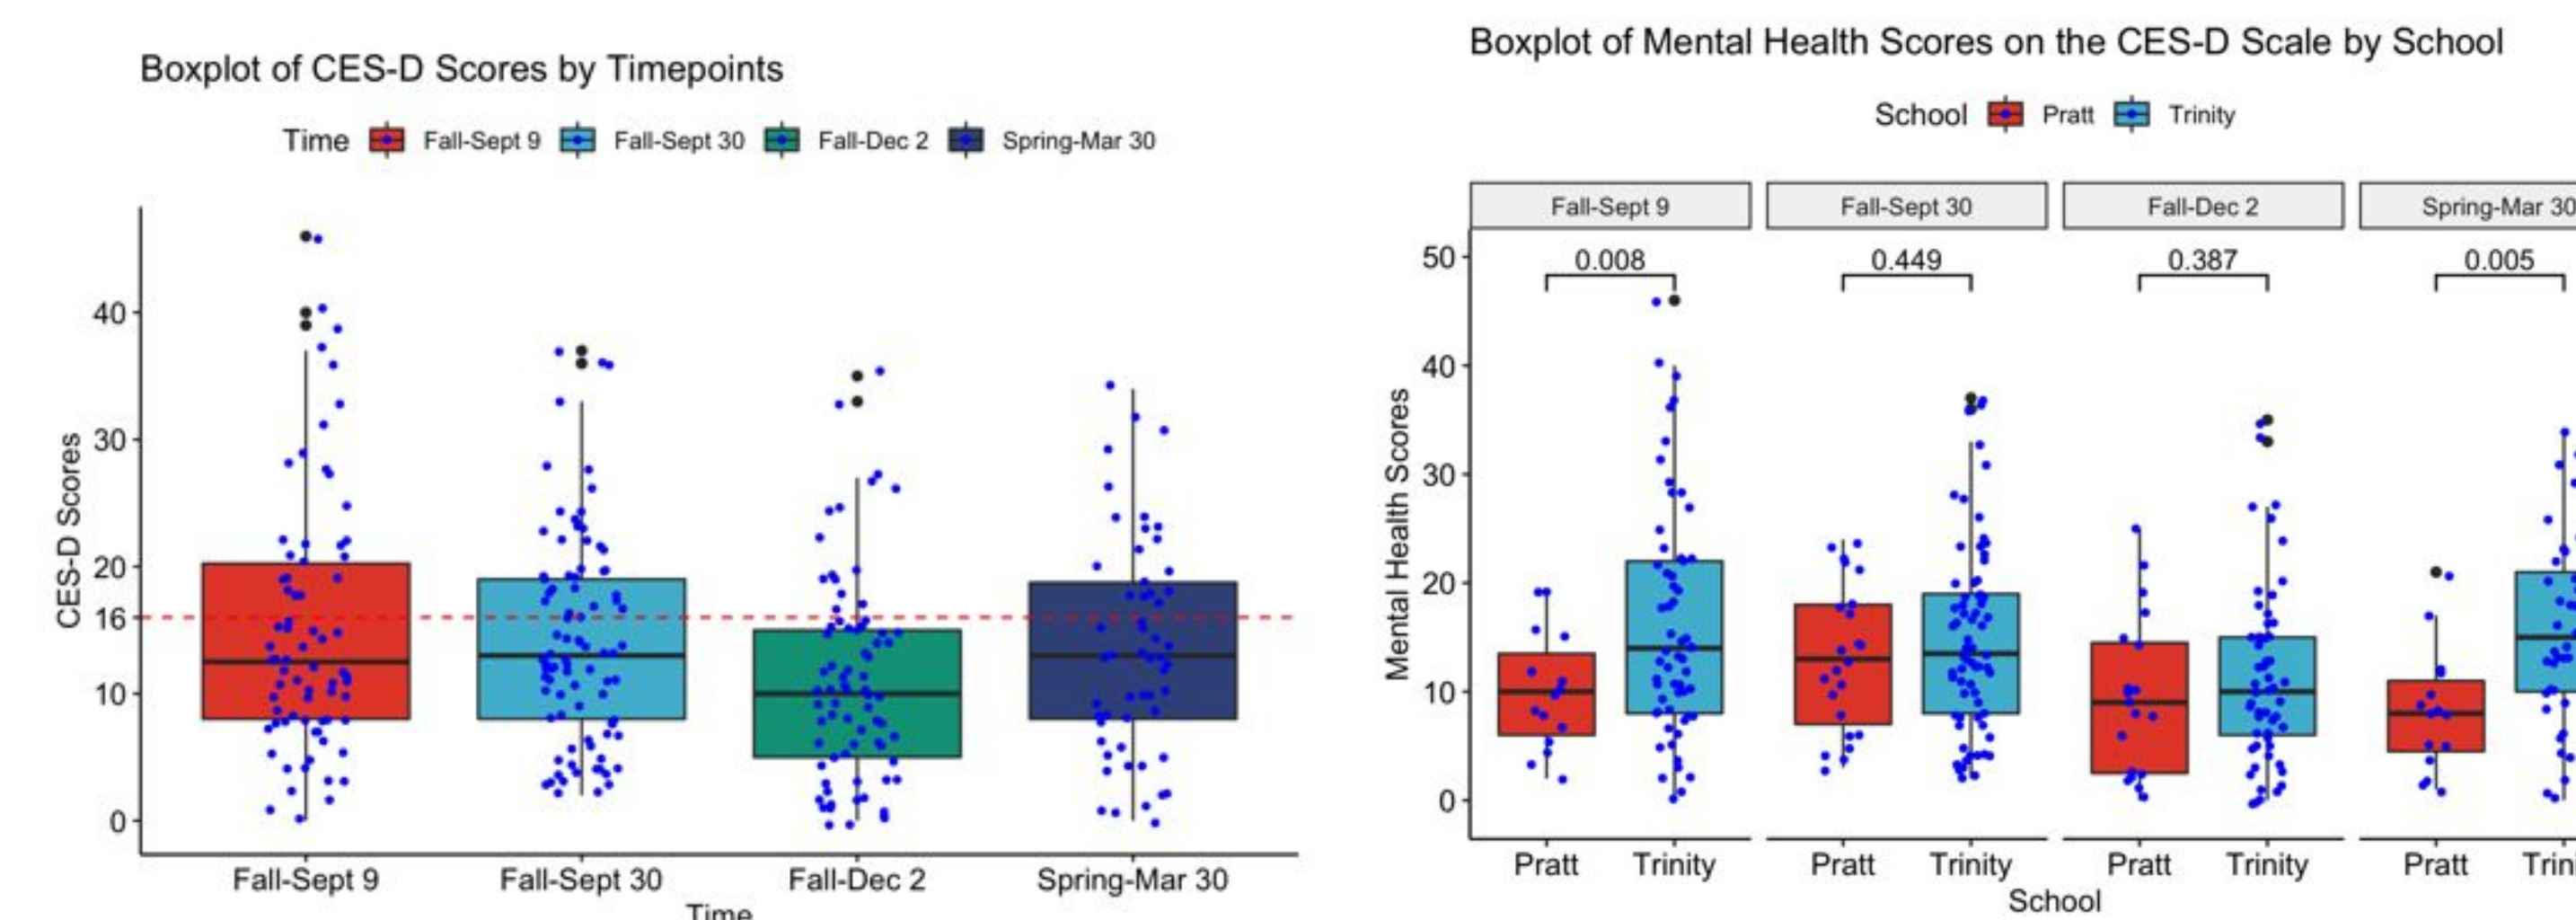 Boxplot of CES-D Scores by Timepoints
Time Fall-Sept 9 Fall-Sept 30 Fall-Dec 2 Spring-Mar 30
CES-D Scores
40
30
20
16
10
0
Fall-Sept 9 Fall-Sept 30 Fall-Dec 2 Spring-Mar 30
Time
Boxplot of Mental Health Scores on the CES-D Scale by School
School Pratt Trinity
Fall-Sept 9 Fall-Sept 30 Fall-Dec 2 Spring-Mar 30
0.008 0.449 0.387 0.005
Mental Health Scores
50
40
30
20
10
0
Pratt Trinity Pratt Trinity Pratt Trinity Pratt
School